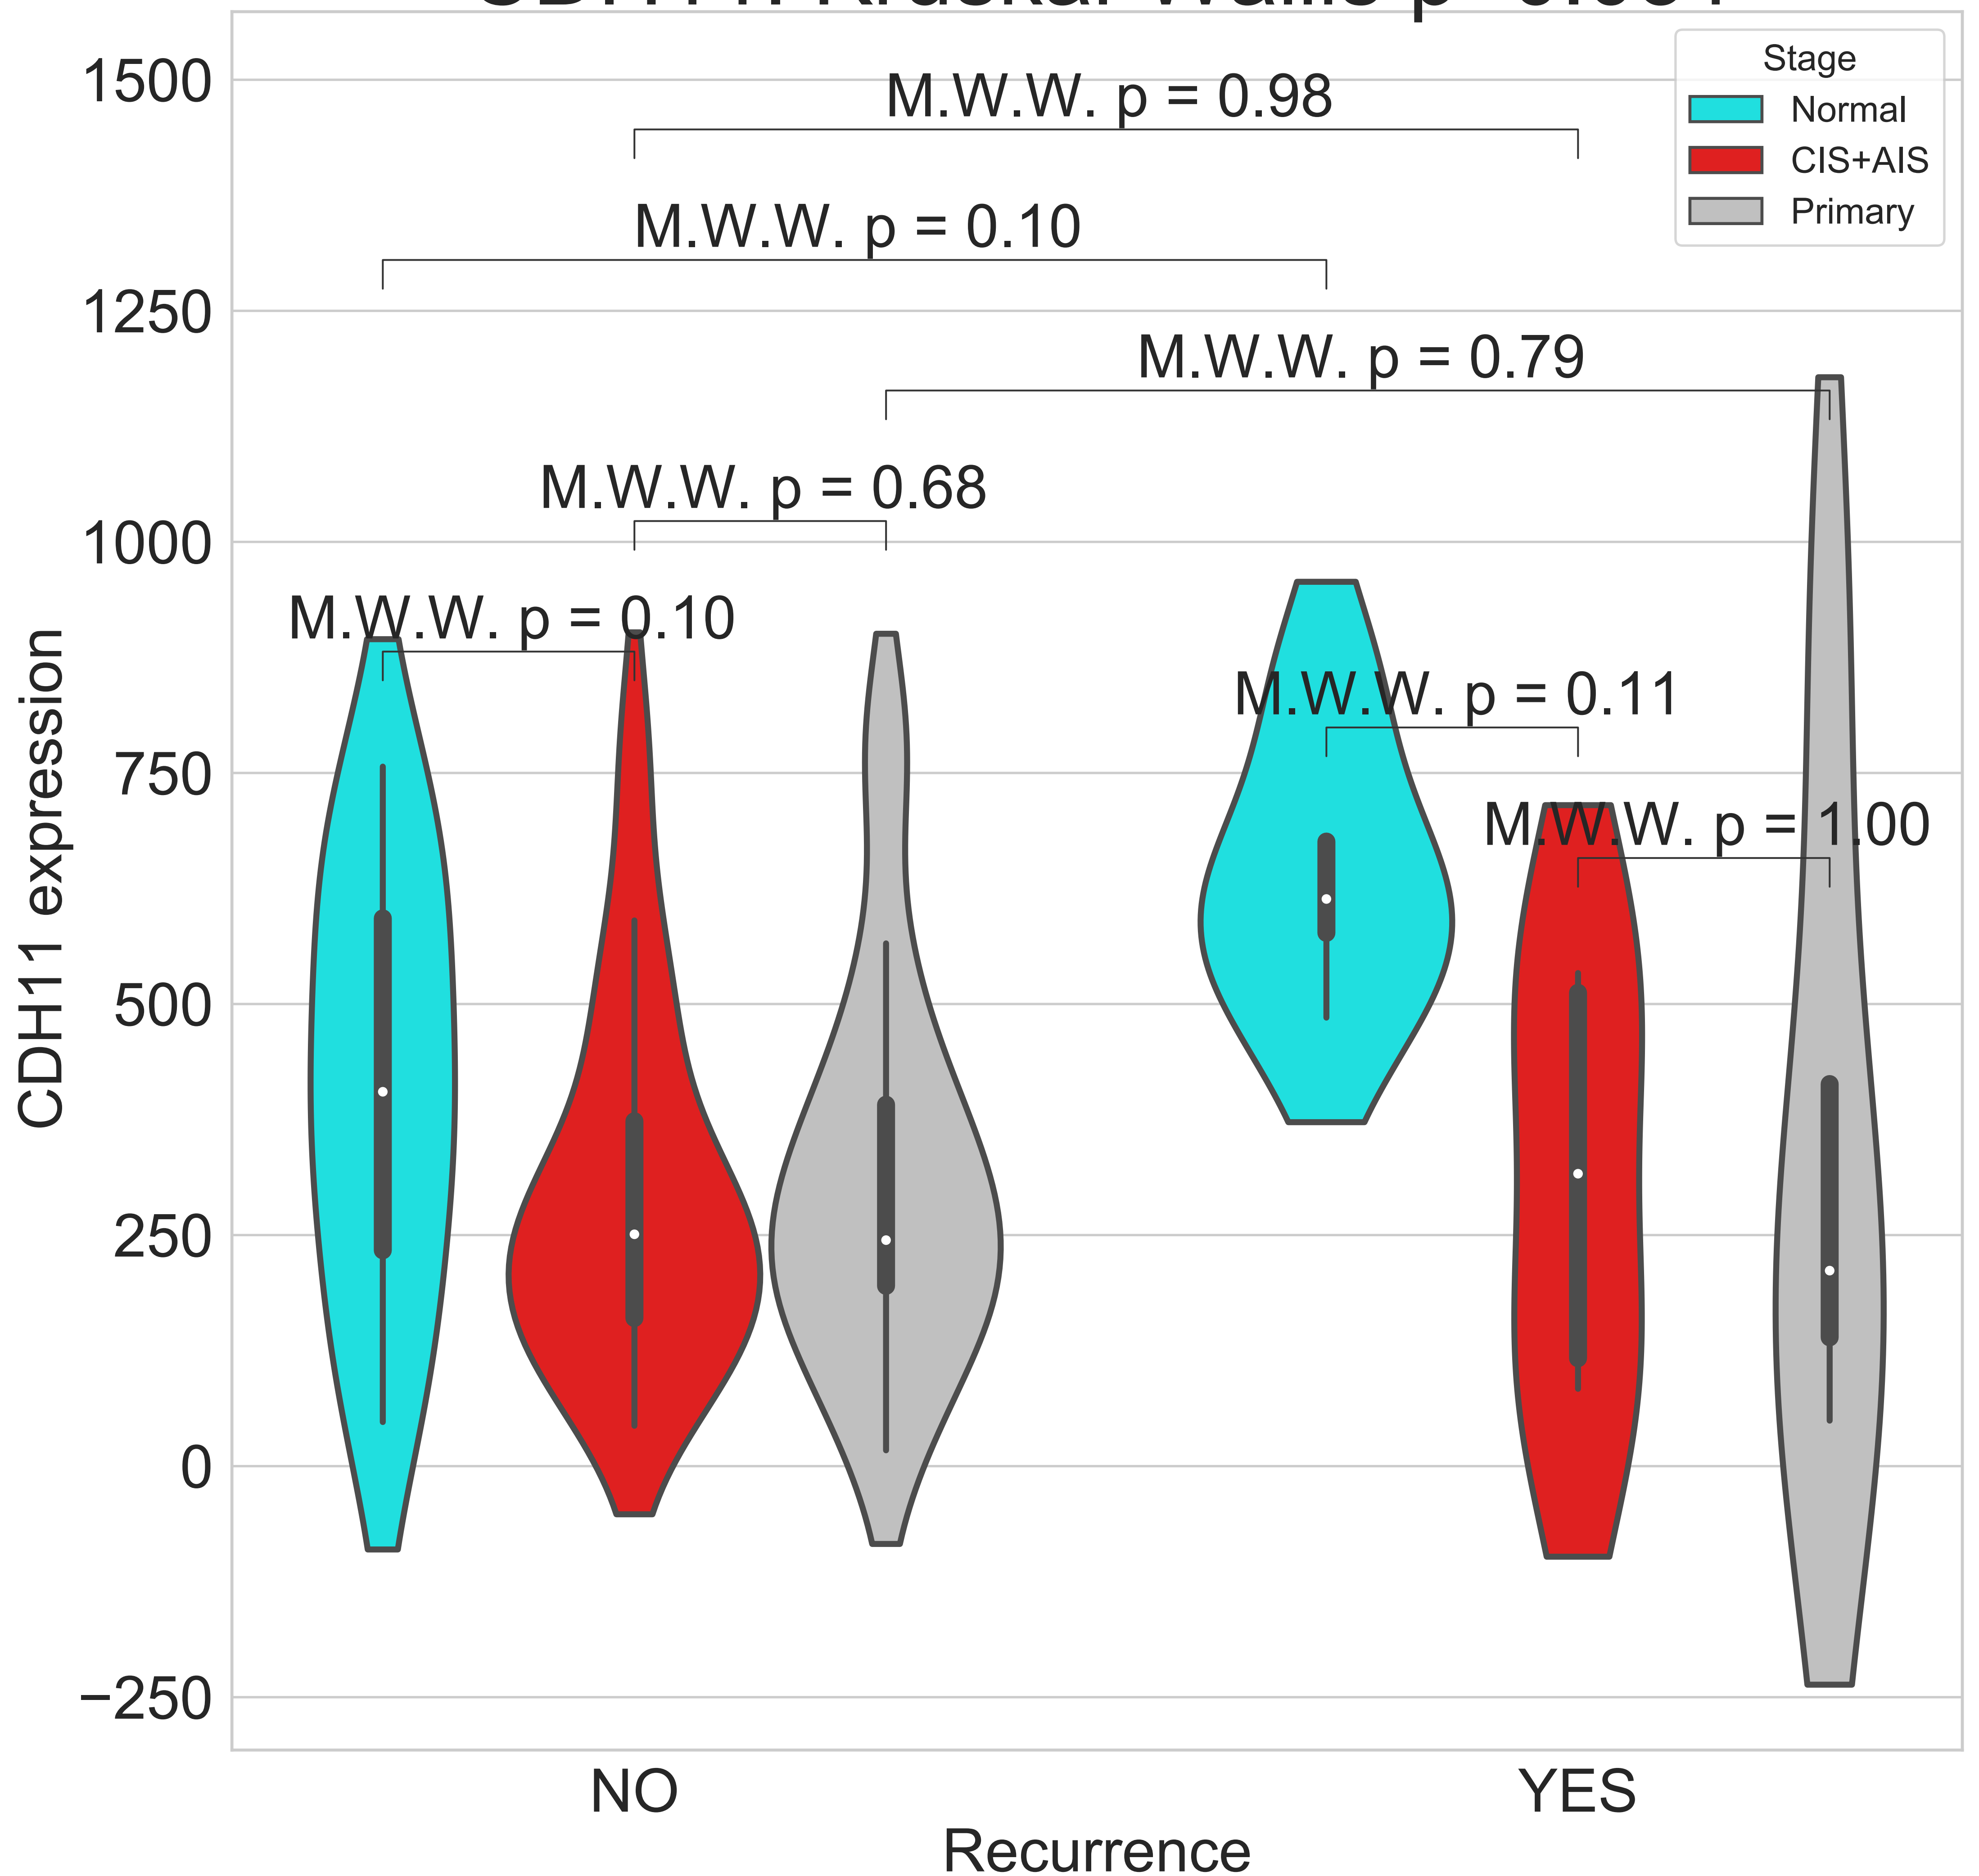 1500
1250
1000
750
500
250
0
−250
CDH11 expression
M.W.W. p = 0.98
M.W.W. p = 0.10
M.W.W. p = 0.79
M.W.W. p = 0.68
M.W.W. p = 0.10
M.W.W. p = 0.11
M.W.W. p = 1.00
Stage
Normal
CIS+AIS
Primary
NO
YES
Recurrence